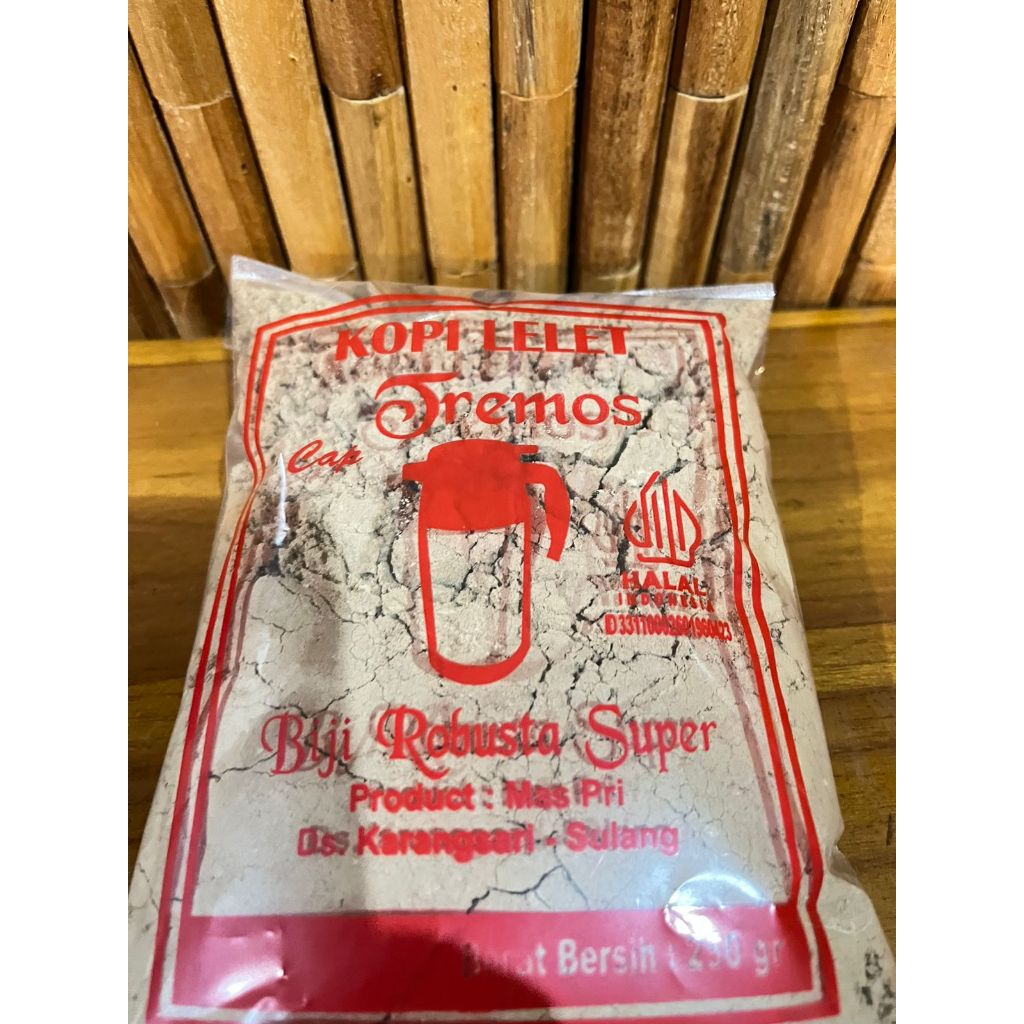 KOPI LELET
Tremos
Cap
HALAL
INDONESIA
ID33110002601960423
Biji Robusta Super
Product : Mas Pri
Ds. Karangsari - Sulang
Berat Bersih : 250 gr